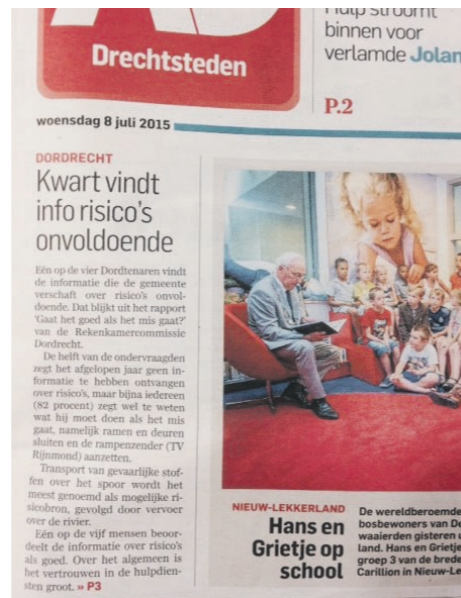 Drechtsteden
Hulp stroomt
binnen voor
verlamde
P.2
woensdag 8 juli 2015
DORDRECHT
Kwart vindt
info risico's
onvoldoende
Eén op de vier Dordtenaren vindt
de informatie die de gemeente
verschaft over risico's onvol-
doende. Dat blijkt uit het rapport
'Gaat het goed als het mis gaat?'
van de Rekenkamercommissie
Dordrecht.
De helft van de ondervraagden
zegt het afgelopen jaar geen in-
formatie te hebben ontvangen
over risico's, maar bijna iedereen
(82 procent) zegt wel te weten
wat hij moet doen als het mis
gaat, namelijk ramen en deuren
sluiten en de rampenzender (TV
Rijnmond) aanzetten.
Transport van gevaarlijke stof-
fen over het spoor wordt het
meest genoemd als mogelijke ri-
sicobron, gevolgd door vervoer
over de rivier.
Eén op de vijf mensen beoor-
deelt de informatie over risico's
als goed. Over het algemeen is
het vertrouwen in de hulpdien-
sten groot. » P3
NIEUW-LEKKERLAND
Hans en
Grietje op
school
De wereldberoemde
bosbewoners van De
waaierden gisteren u
land. Hans en Grietje
groep 3 van de brede
Carillion in Nieuw-Le